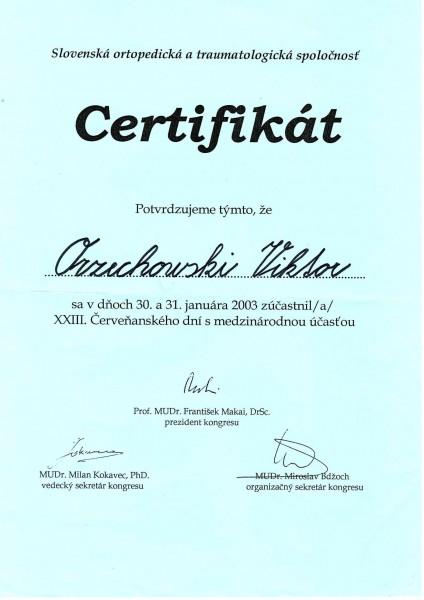 Slovenská ortopedická a traumatologická spoločnosť
Certifikát
Potvrdzujeme týmto, že
Orzechowski Viktor
sa v dňoch 30. a 31. januára 2003 zúčastnil/a/
XXIII. Červeňanského dní s medzinárodnou účasťou
Prof. MUDr. František Makai, DrSc.
prezident kongresu
MUDr. Milan Kokavec, PhD.
vedecký sekretár kongresu
MUDr. Miroslav Bdžoch
organizačný sekretár kongresu